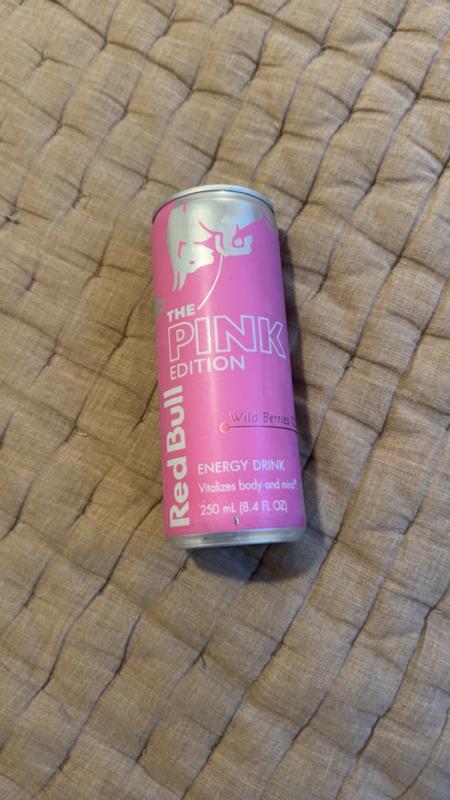 THE
PINK
EDITION
Red Bull
Wild Berries
ENERGY DRINK
Vitalizes body and mind®
250 mL (8.4 FL OZ)